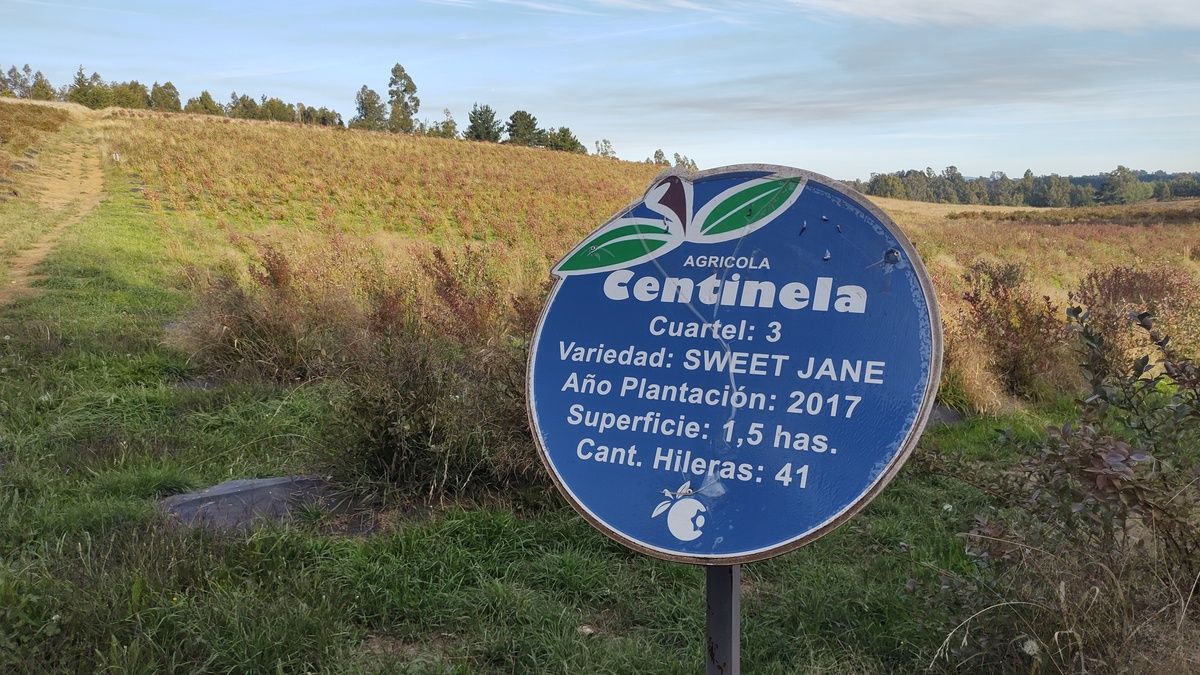 AGRICOLA
Centinela
Cuartel: 3
Variedad: SWEET JANE
Año Plantación: 2017
Superficie: 1,5 has.
Cant. Hileras: 41